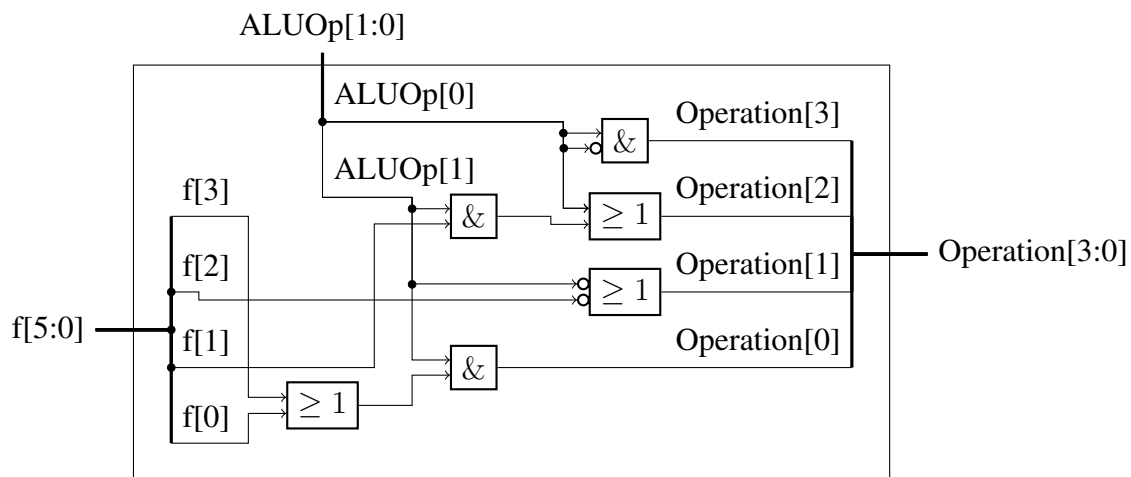 ALUOp[1:0]
ALUOp[0]
Operation[3]
&
ALUOp[1]
f[3]
Operation[2]
&
≥ 1
f[2]
Operation[1]
Operation[3:0]
≥ 1
f[5:0]
f[1]
Operation[0]
&
≥ 1
f[0]